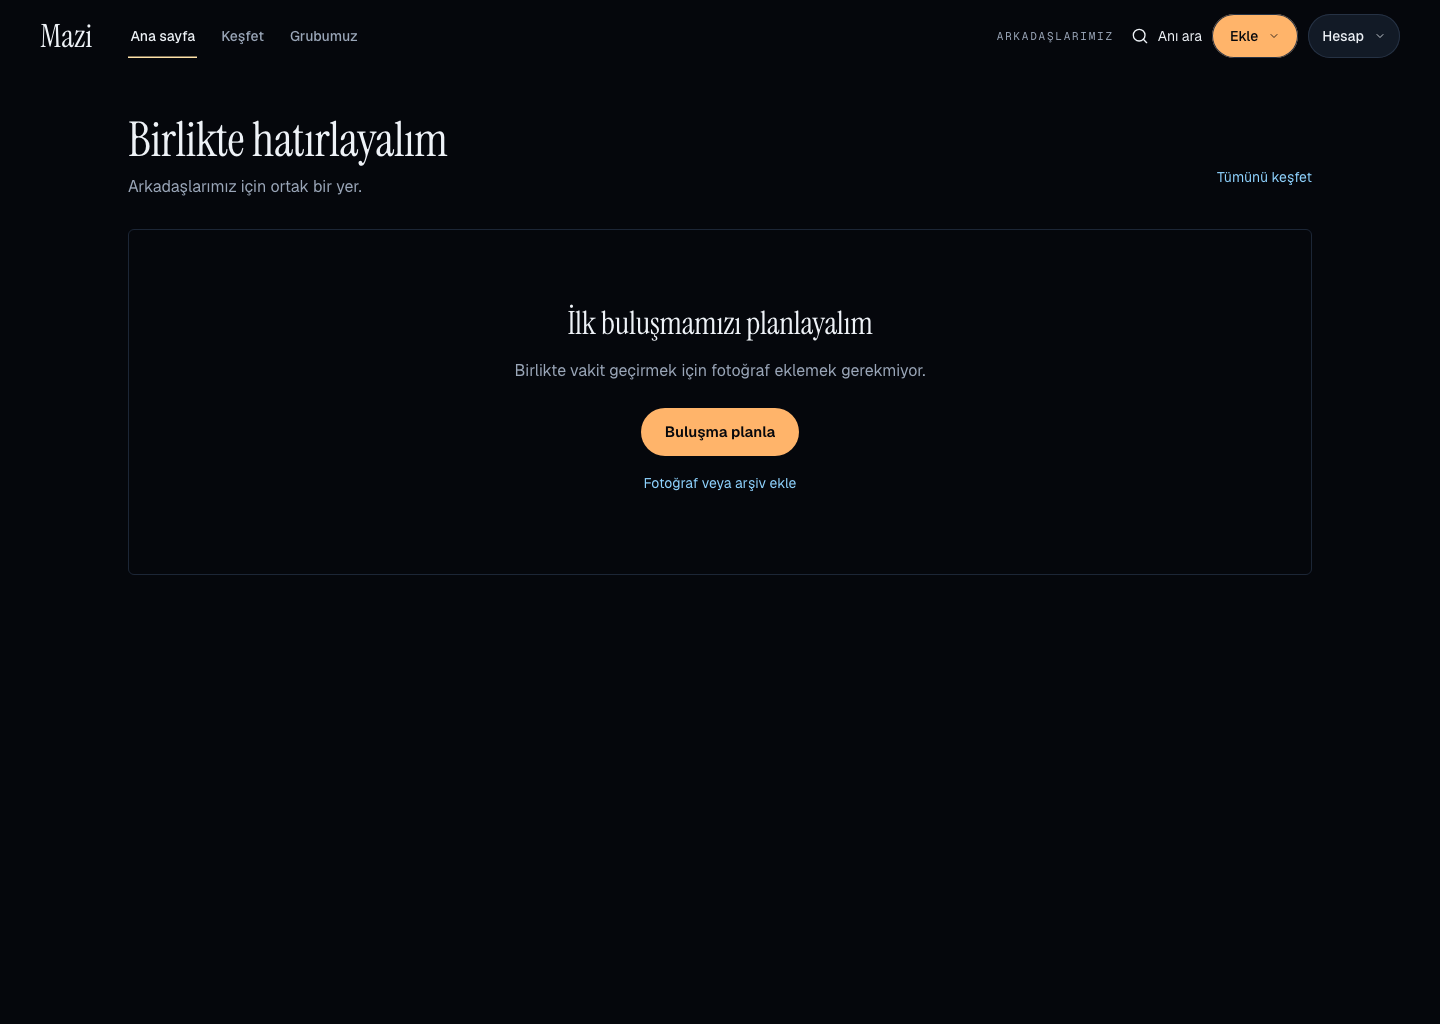 Mazi
Ana sayfa
Keşfet
Grubumuz
ARKADAŞLARIMIZ
Anı ara
Ekle
Hesap
Birlikte hatırlayalım
Arkadaşlarımız için ortak bir yer.
Tümünü keşfet
İlk buluşmamızı planlayalım
Birlikte vakit geçirmek için fotoğraf eklemek gerekmiyor.
Buluşma planla
Fotoğraf veya arşiv ekle